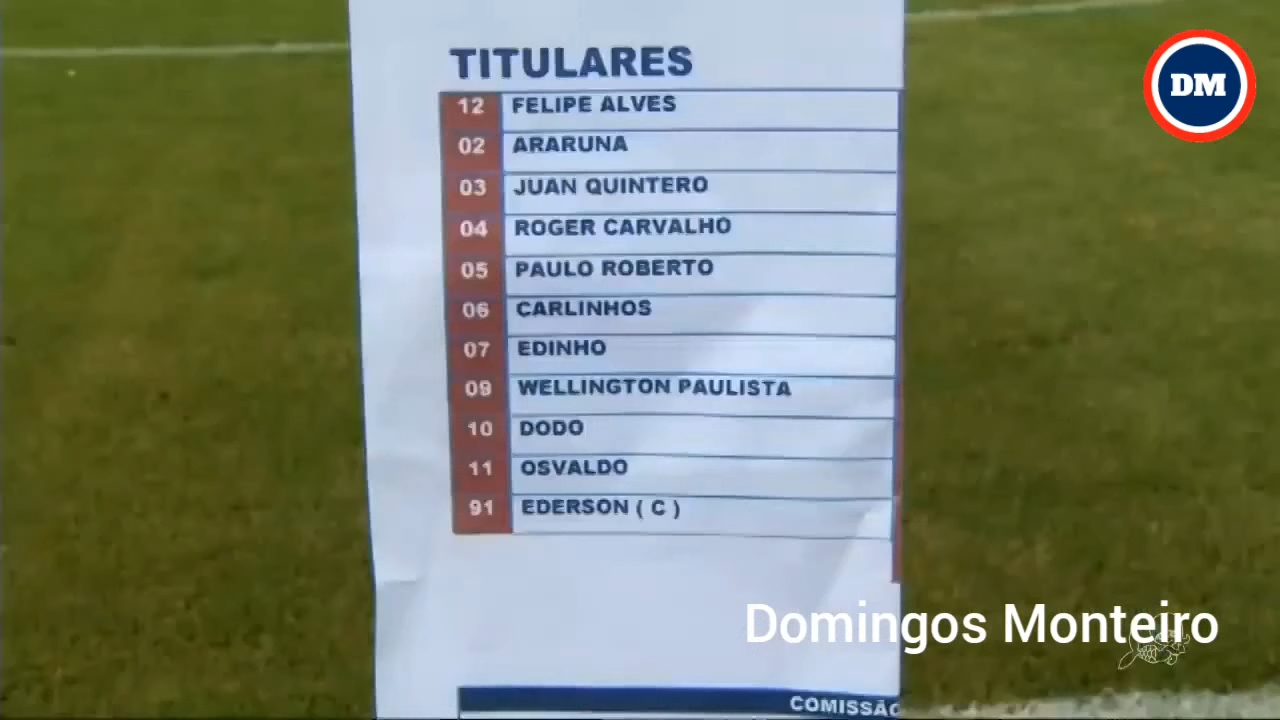 TITULARES
12 FELIPE ALVES
02 ARARUNA
03 JUAN QUINTERO
04 ROGER CARVALHO
05 PAULO ROBERTO
06 CARLINHOS
07 EDINHO
09 WELLINGTON PAULISTA
10 DODO
11 OSVALDO
91 EDERSON ( C )
COMISSÃO
DM
Domingos Monteiro